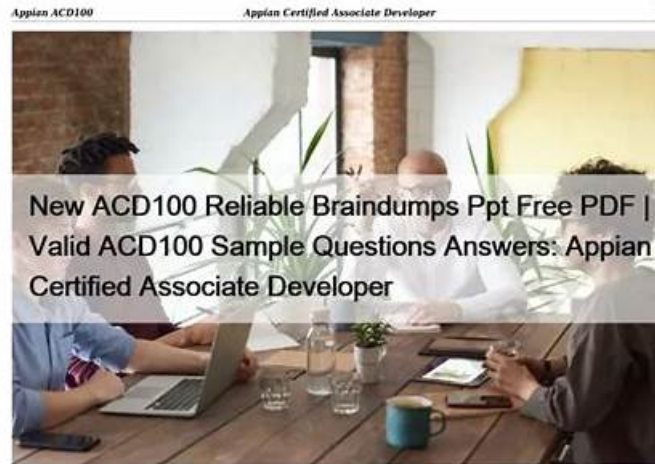 Appian ACD100
Appian Certified Associate Developer
New ACD100 Reliable Braindumps Ppt Free PDF |
Valid ACD100 Sample Questions Answers: Appian
Certified Associate Developer